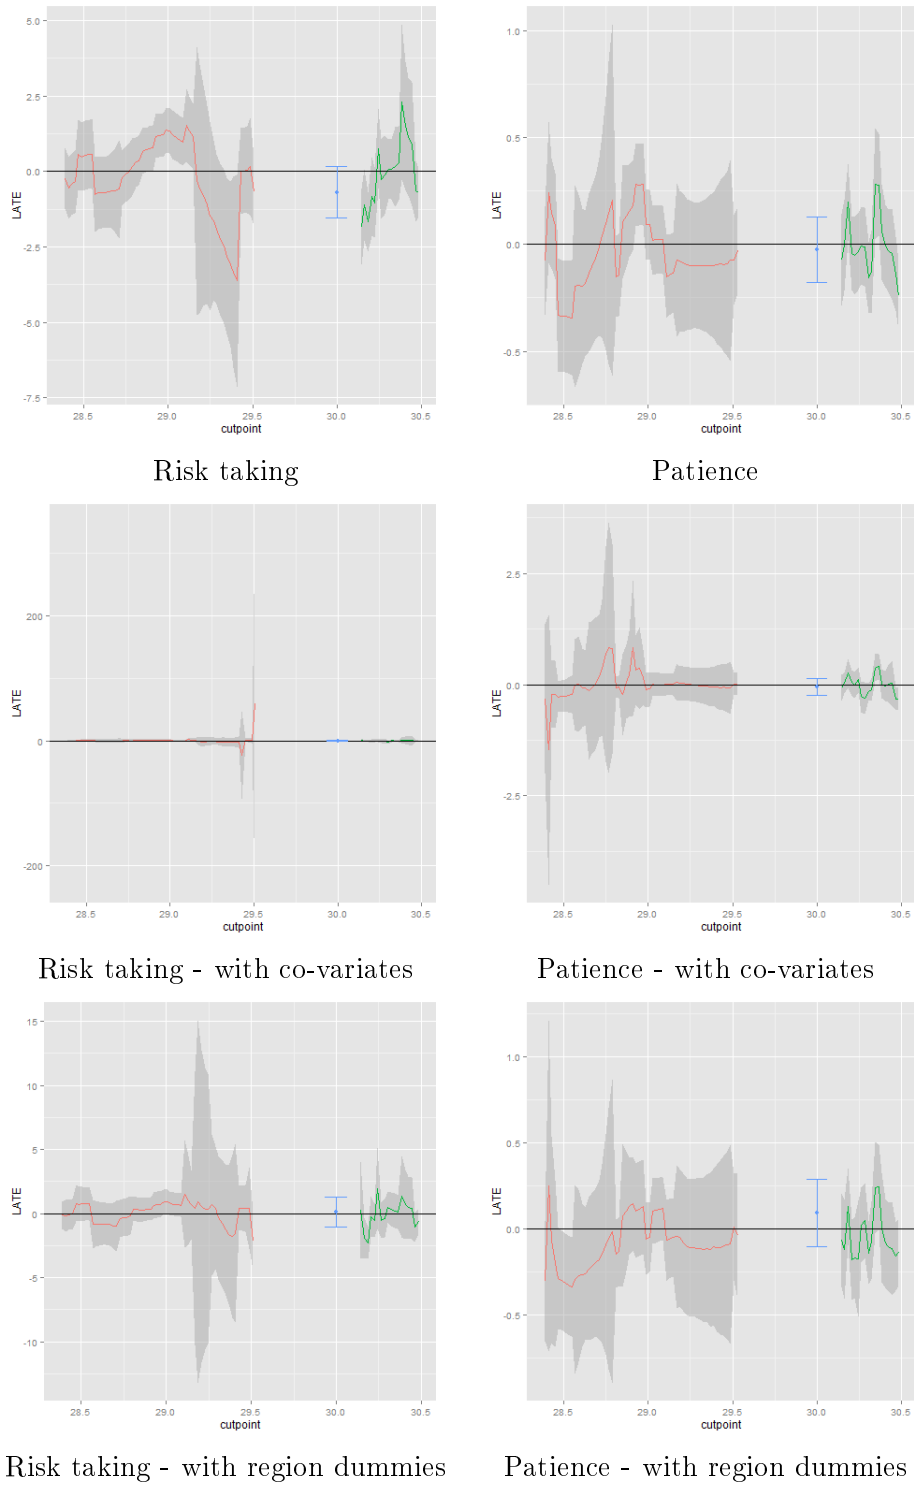 5.0
2.5
0.0
-2.5
-5.0
-7.5
LATE
28.5 29.0 29.5 30.0 30.5
cutpoint
Risk taking
1.0
0.5
0.0
-0.5
LATE
28.5 29.0 29.5 30.0 30.5
cutpoint
Patience
200
0
-200
LATE
28.5 29.0 29.5 30.0 30.5
cutpoint
Risk taking - with co-variates
2.5
0.0
-2.5
LATE
28.5 29.0 29.5 30.0 30.5
cutpoint
Patience - with co-variates
15
10
5
0
-5
-10
LATE
28.5 29.0 29.5 30.0 30.5
cutpoint
Risk taking - with region dummies
1.0
0.5
0.0
-0.5
LATE
28.5 29.0 29.5 30.0 30.5
cutpoint
Patience - with region dummies